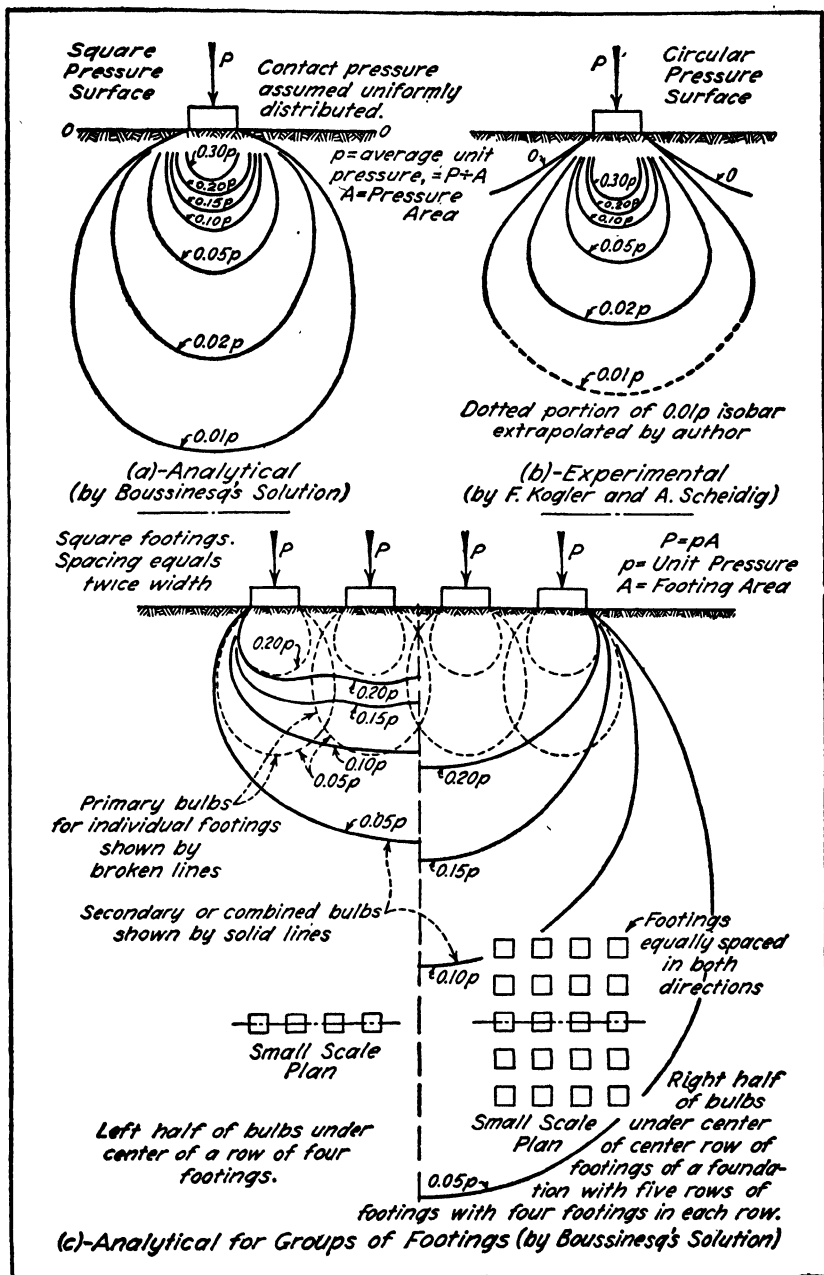 Square
Pressure
Surface
P
Contact pressure
assumed uniformly
distributed.
P
Circular
Pressure
Surface
0
0
p=average unit
pressure,=P÷A
A=Pressure
Area
0
0
0.30p
0.20p
0.15p
0.10p
0.05p
0.02p
0.01p
0.30p
0.20p
0.10p
0.05p
0.02p
0.01p
Dotted portion of 0.01p isobar
extrapolated by author
(a)-Analytical
(by Boussinesq's Solution)
(b)-Experimental
(by F. Kogler and A. Scheidig)
Square footings.
Spacing equals
twice width
P
P
P
P
P=pA
p= Unit Pressure
A= Footing Area
0.20p
0.20p
0.15p
0.10p
0.05p
0.20p
Primary bulbs
for individual footings
shown by
broken lines
0.05p
0.15p
Secondary or combined bulbs
shown by solid lines
0.10p
Footings
equally spaced
in both
directions
Small Scale
Plan
Left half of bulbs under
center of a row of four
footings.
Small Scale
Plan
Right half
of bulbs
under center
of center row of
footings of a founda-
tion with five rows of
footings with four footings in each row.
0.05p
(c)-Analytical for Groups of Footings (by Boussinesq's Solution)